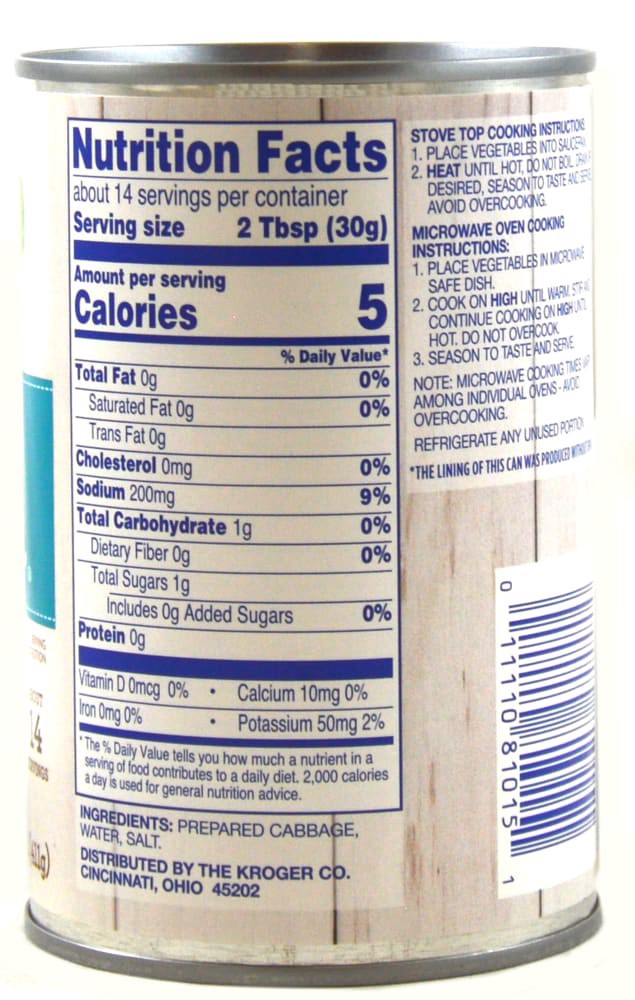 Nutrition Facts
about 14 servings per container
Serving size 2 Tbsp (30g)
Amount per serving
Calories 5
% Daily Value*
Total Fat 0g 0%
Saturated Fat 0g 0%
Trans Fat 0g
Cholesterol 0mg 0%
Sodium 200mg 9%
Total Carbohydrate 1g 0%
Dietary Fiber 0g 0%
Total Sugars 1g
Includes 0g Added Sugars 0%
Protein 0g
Vitamin D 0mcg 0% • Calcium 10mg 0%
Iron 0mg 0% • Potassium 50mg 2%
*The % Daily Value tells you how much a nutrient in a
serving of food contributes to a daily diet. 2,000 calories
a day is used for general nutrition advice.
INGREDIENTS: PREPARED CABBAGE,
WATER, SALT.
DISTRIBUTED BY THE KROGER CO.
CINCINNATI, OHIO 45202
STOVE TOP COOKING INSTRUCTIONS
1. PLACE VEGETABLES INTO SAUCEPAN
2. HEAT UNTIL HOT, DO NOT BOIL. DRAIN IF
DESIRED, SEASON TO TASTE AND SERVE
AVOID OVERCOOKING.
MICROWAVE OVEN COOKING
INSTRUCTIONS:
1. PLACE VEGETABLES IN MICROWAVE
SAFE DISH.
2. COOK ON HIGH UNTIL WARM. STIR AND
CONTINUE COOKING ON HIGH UNTIL
HOT. DO NOT OVERCOOK.
3. SEASON TO TASTE AND SERVE.
NOTE: MICROWAVE COOKING TIMES
AMONG INDIVIDUAL OVENS - AVOID
OVERCOOKING.
REFRIGERATE ANY UNUSED PORTION
*THE LINING OF THIS CAN WAS PRODUCED WITHOUT
0 11110 81015 1
14